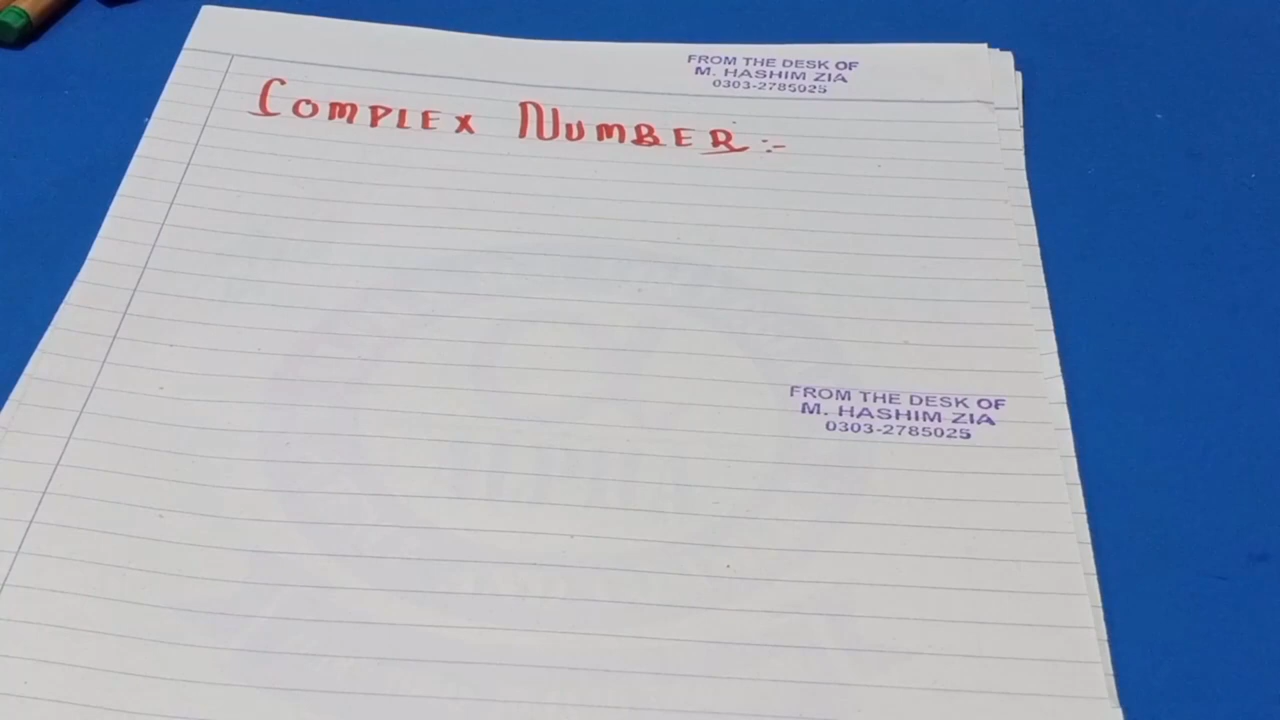 FROM THE DESK OF
M. HASHIM ZIA
0303-2785025
COMPLEX NUMBER :-
FROM THE DESK OF
M. HASHIM ZIA
0303-2785025